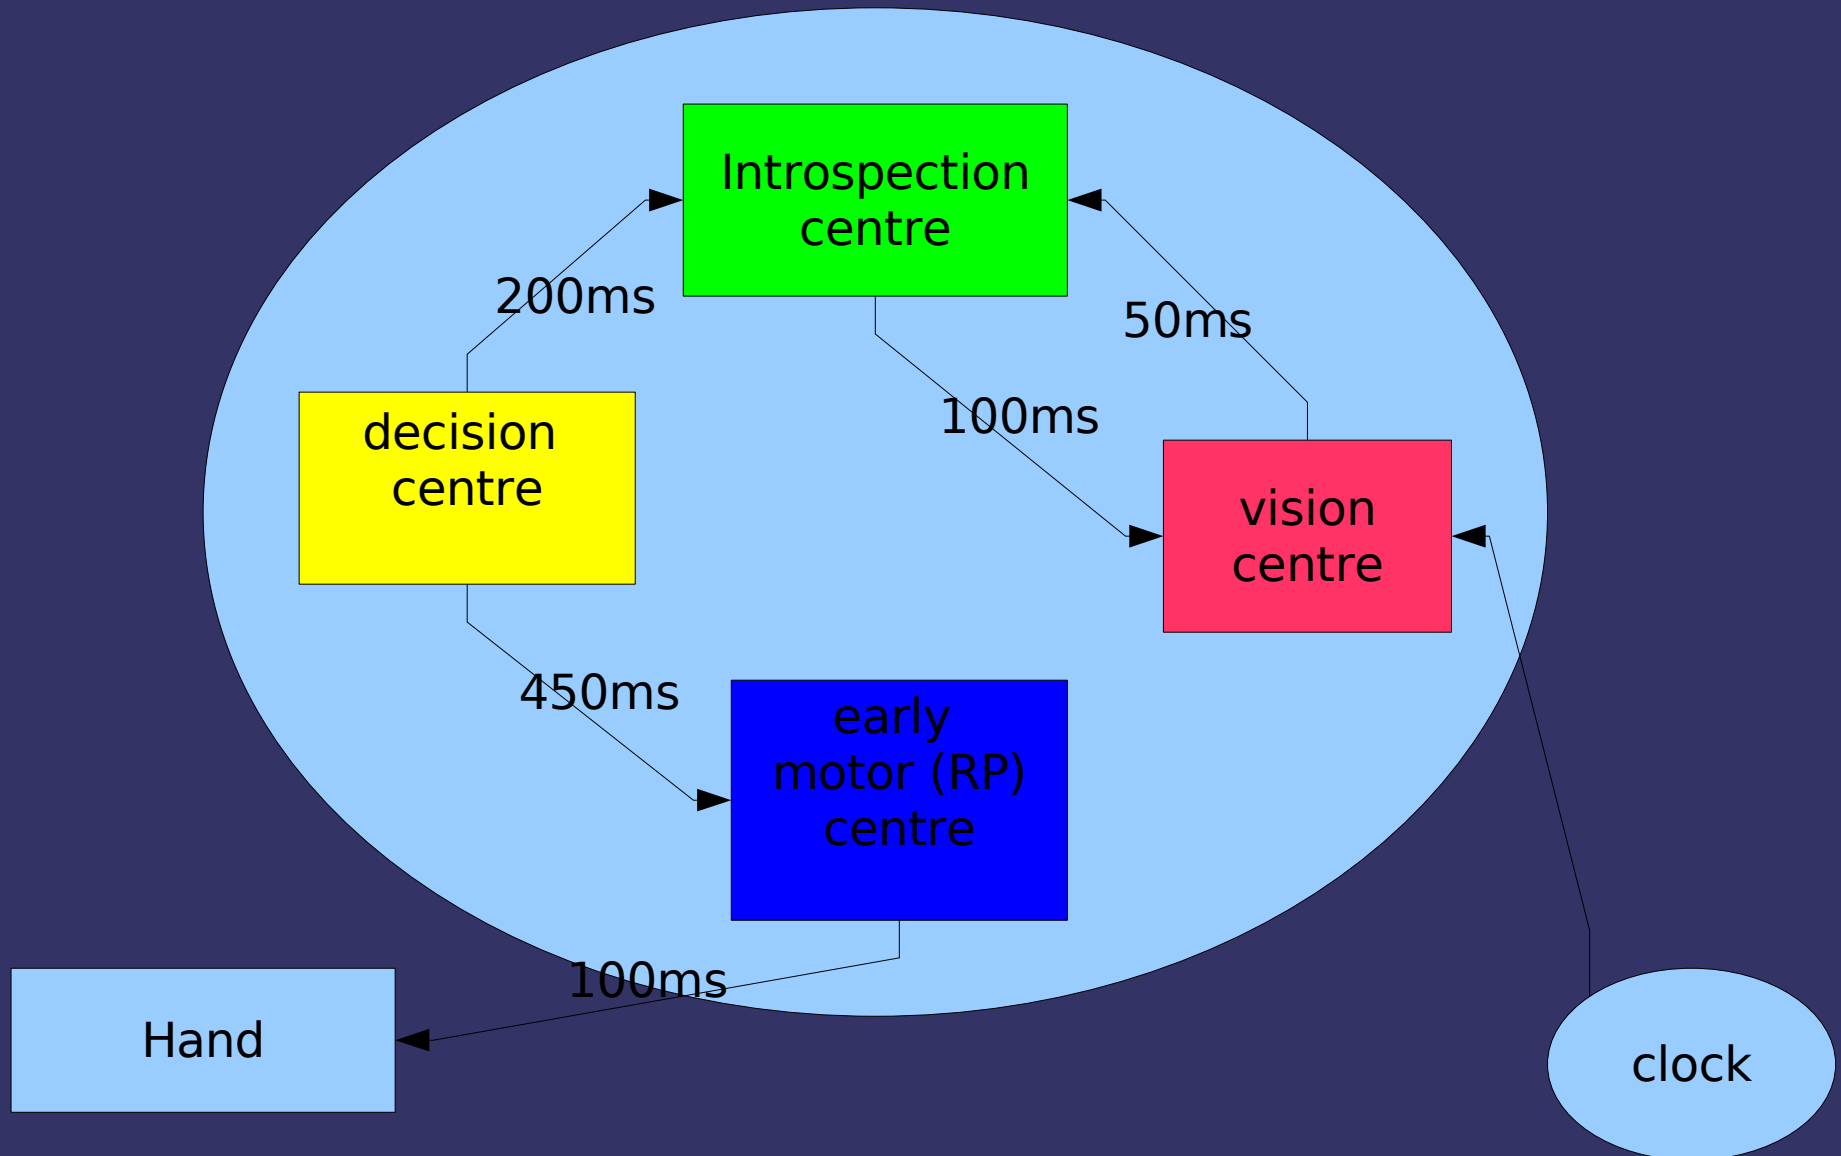 Introspection
centre
200ms
50ms
100ms
decision
centre
vision
centre
450ms
early
motor (RP)
centre
100ms
Hand
clock